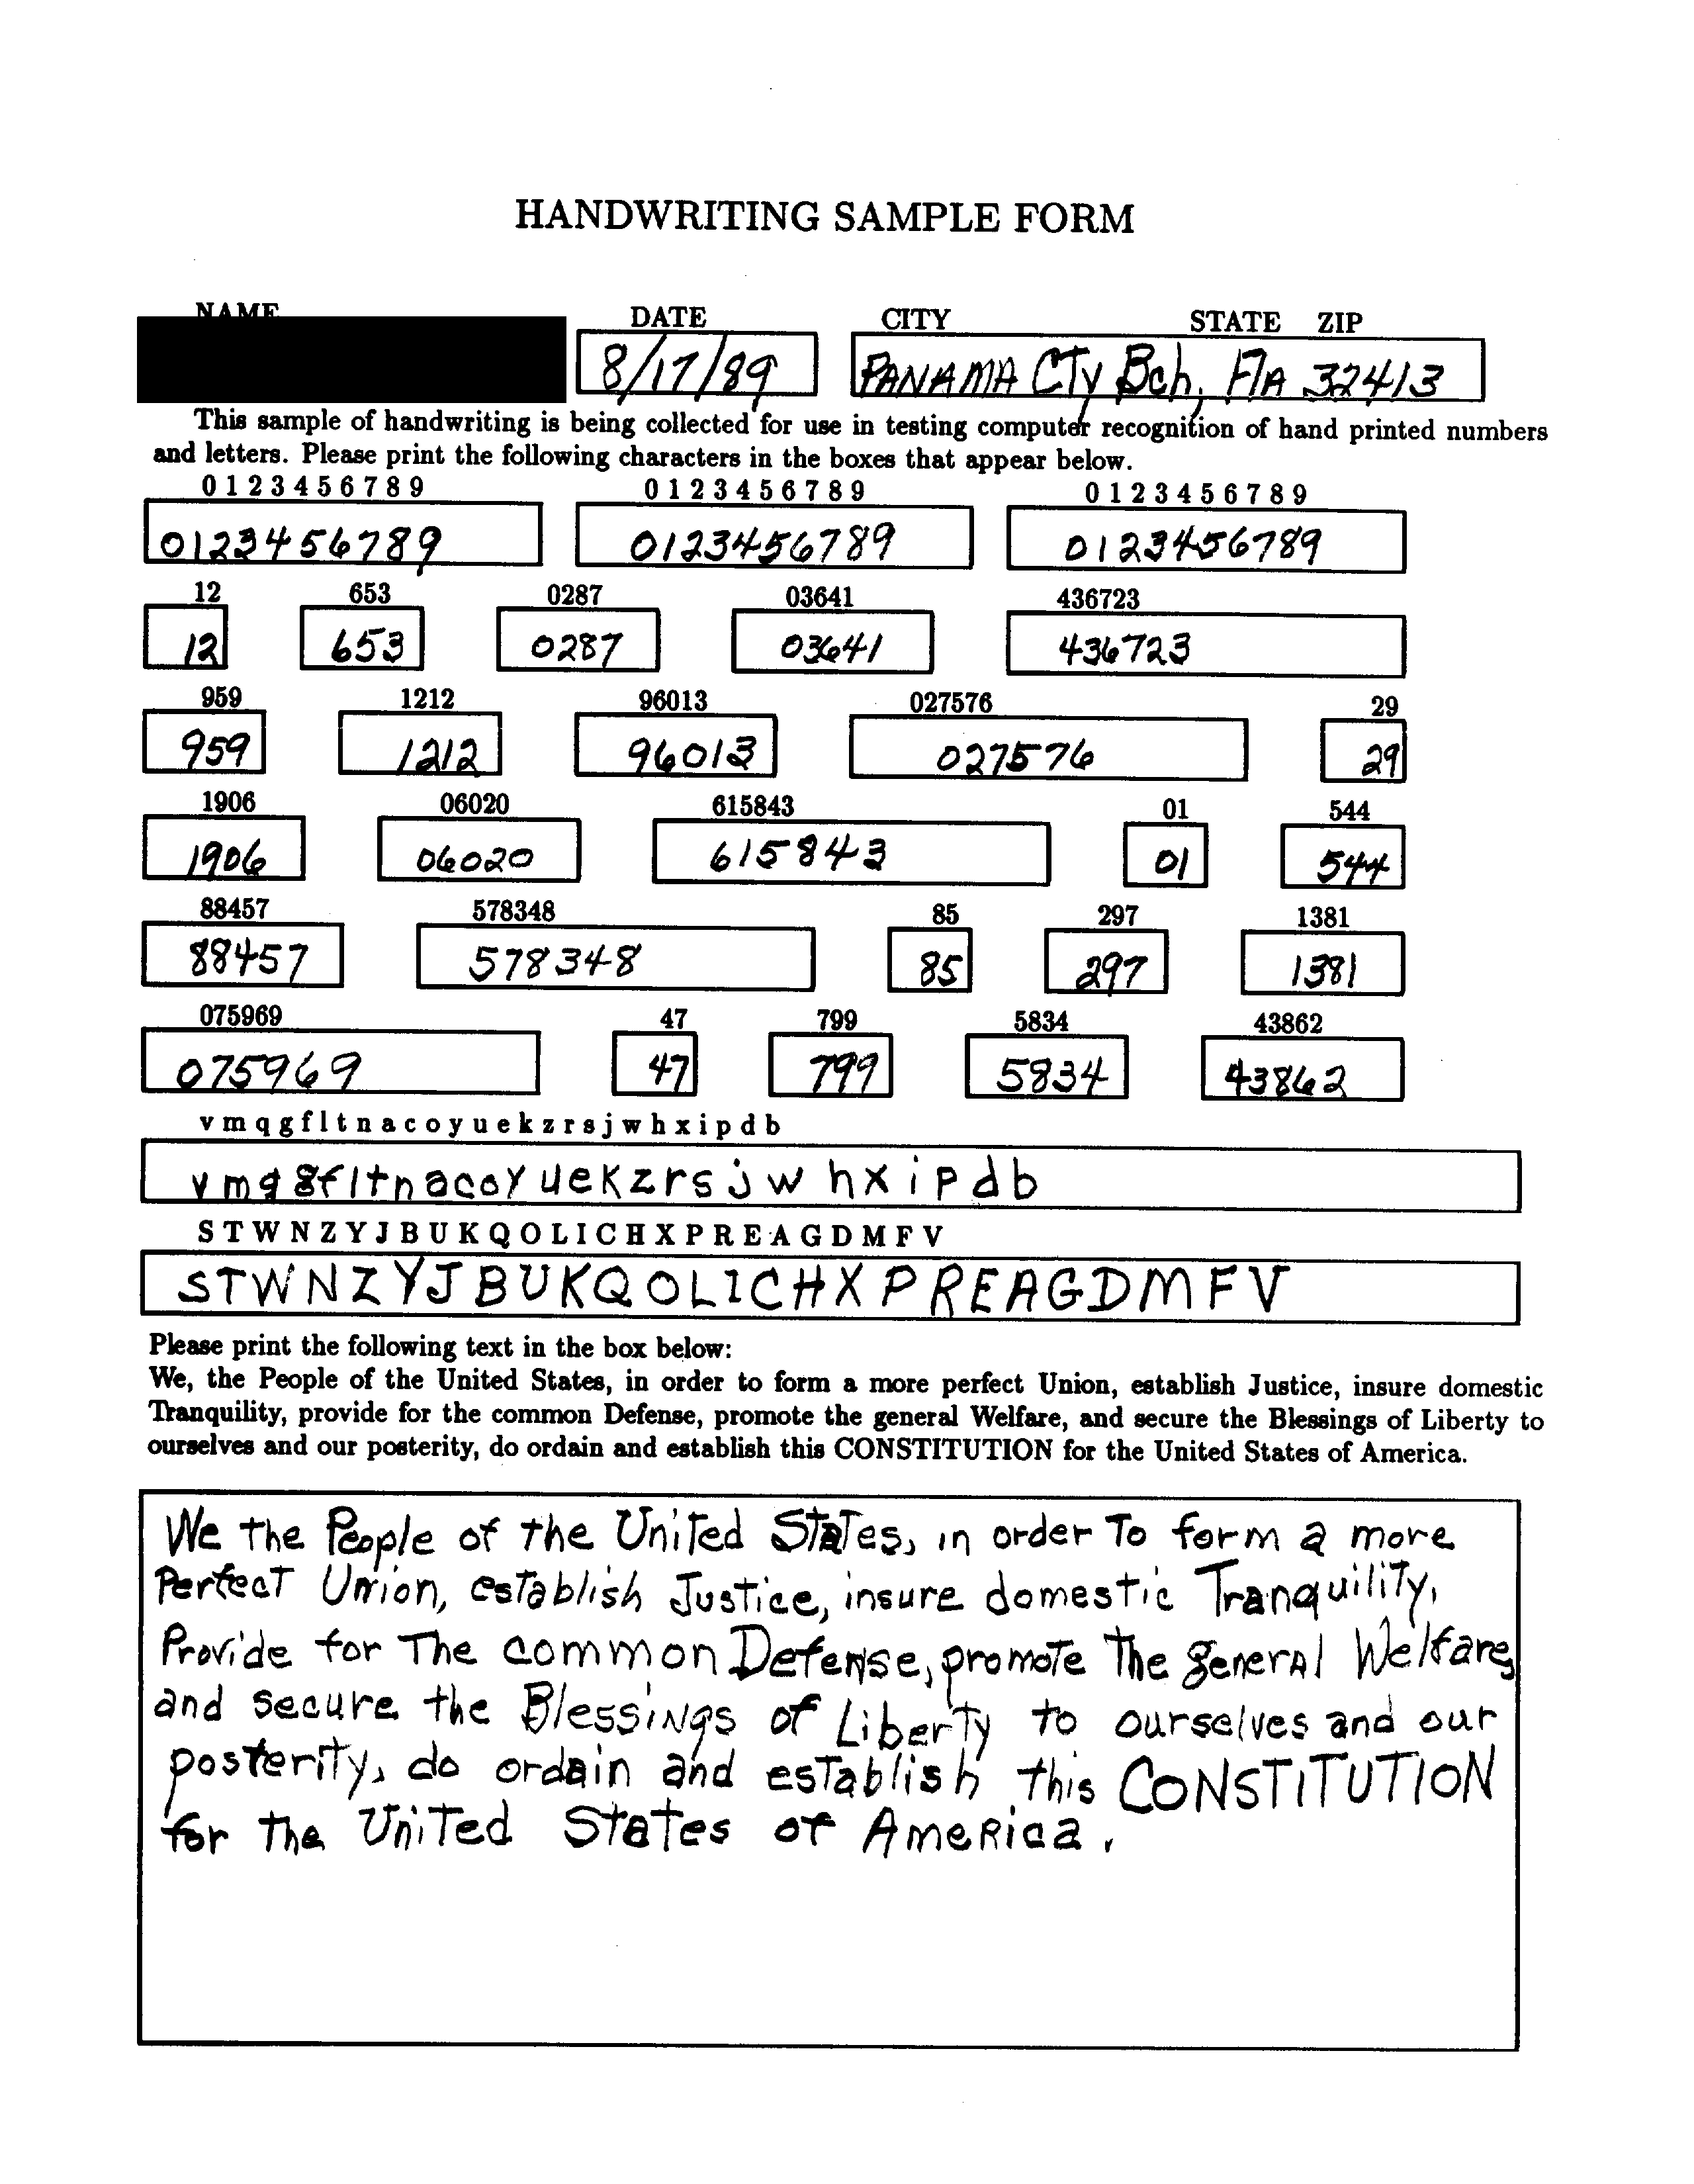 HANDWRITING SAMPLE FORM
NAME DATE CITY STATE ZIP
8/17/89 PANAMA CTy Bch, FlA 32413
This sample of handwriting is being collected for use in testing computer recognition of hand printed numbers
and letters. Please print the following characters in the boxes that appear below.
0 1 2 3 4 5 6 7 8 9 0 1 2 3 4 5 6 7 8 9 0 1 2 3 4 5 6 7 8 9
0123456789 0123456789 0123456789
12 653 0287 03641 436723
12 653 0287 03641 436723
959 1212 96013 027576 29
959 1212 96013 027576 29
1906 06020 615843 01 544
1906 06020 615843 01 544
88457 578348 85 297 1381
88457 578348 85 297 1381
075969 47 799 5834 43862
075969 47 799 5834 43862
v m q g f l t n a c o y u e k z r s j w h x i p d b
v m q g f l t n a c o y u e k z r s j w h x i p d b
S T W N Z Y J B U K Q O L I C H X P R E A G D M F V
S T W N Z Y J B U K Q O L I C H X P R E A G D M F V
Please print the following text in the box below:
We, the People of the United States, in order to form a more perfect Union, establish Justice, insure domestic
Tranquility, provide for the common Defense, promote the general Welfare, and secure the Blessings of Liberty to
ourselves and our posterity, do ordain and establish this CONSTITUTION for the United States of America.
We the People of the United States, in order To form a more
Perfect Union, establish Justice, insure domestic Tranquility,
Provide for The common Defense, promote The general Welfare,
and secure the Blessings of Liberty to ourselves and our
posterity, do ordain and establish this CONSTITUTION
for the United States of America.